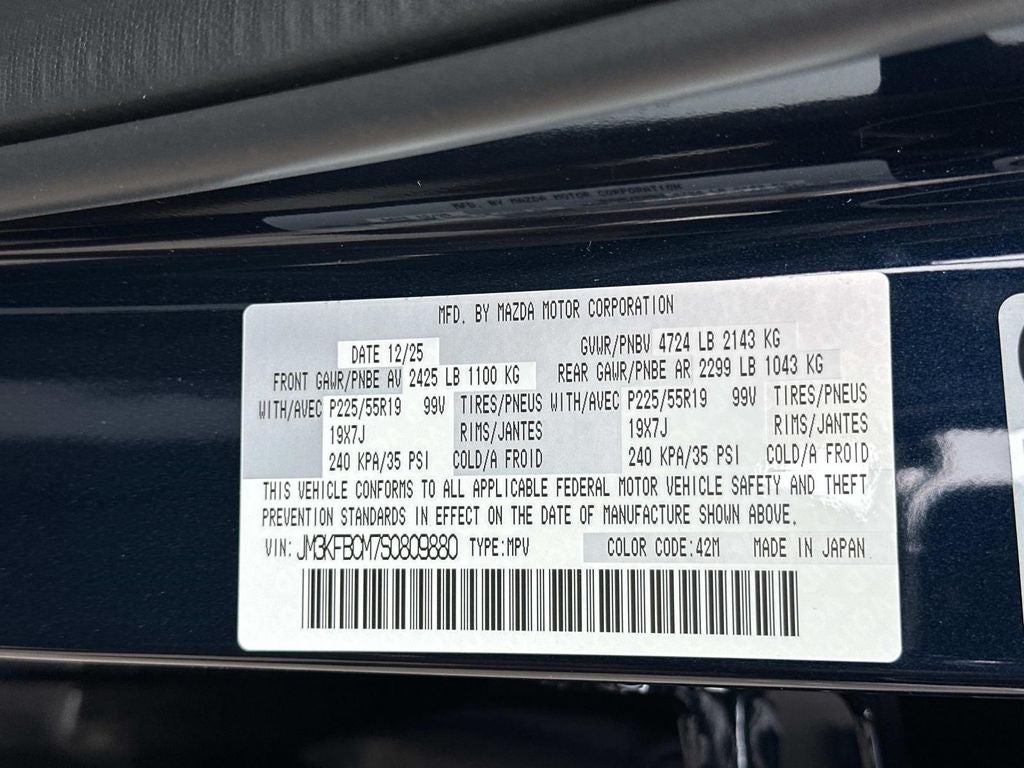 MFD. BY MAZDA MOTOR CORPORATION
MFD. BY MAZDA MOTOR CORPORATION
DATE 12/25 GVWR/PNBV 4724 LB 2143 KG
FRONT GAWR/PNBE AV 2425 LB 1100 KG REAR GAWR/PNBE AR 2299 LB 1043 KG
WITH/AVEC P225/55R19 99V TIRES/PNEUS WITH/AVEC P225/55R19 99V TIRES/PNEUS
19X7J RIMS/JANTES 19X7J RIMS/JANTES
240 KPA/35 PSI COLD/A FROID 240 KPA/35 PSI COLD/A FROID
THIS VEHICLE CONFORMS TO ALL APPLICABLE FEDERAL MOTOR VEHICLE SAFETY AND THEFT
PREVENTION STANDARDS IN EFFECT ON THE DATE OF MANUFACTURE SHOWN ABOVE.
VIN: JM3KFBCM7S0809880 TYPE:MPV COLOR CODE:42M MADE IN JAPAN